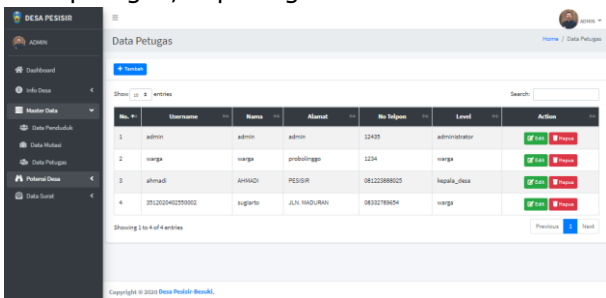 DESA PESISIR
ADMIN
ADMIN
Data Petugas
Home / Data Petugas
Dashboard
+ Tambah
Info Desa
Show 10 entries
Search:
Master Data
No. Username Nama Alamat No Telpon Level Action
Data Penduduk
1 admin admin admin 12435 administrator Edit Hapus
Data Mutasi
2 warga warga probolinggo 1234 warga Edit Hapus
Data Petugas
3 ahmadi AHMADI PESISIR 081223888025 kepala_desa Edit Hapus
Potensi Desa
4 3512020402550002 sugiarto JLN. MADURAN 08332789654 warga Edit Hapus
Data Surat
Showing 1 to 4 of 4 entries
Previous 1 Next
Copyright © 2020 Desa Pesisir-Besuki.